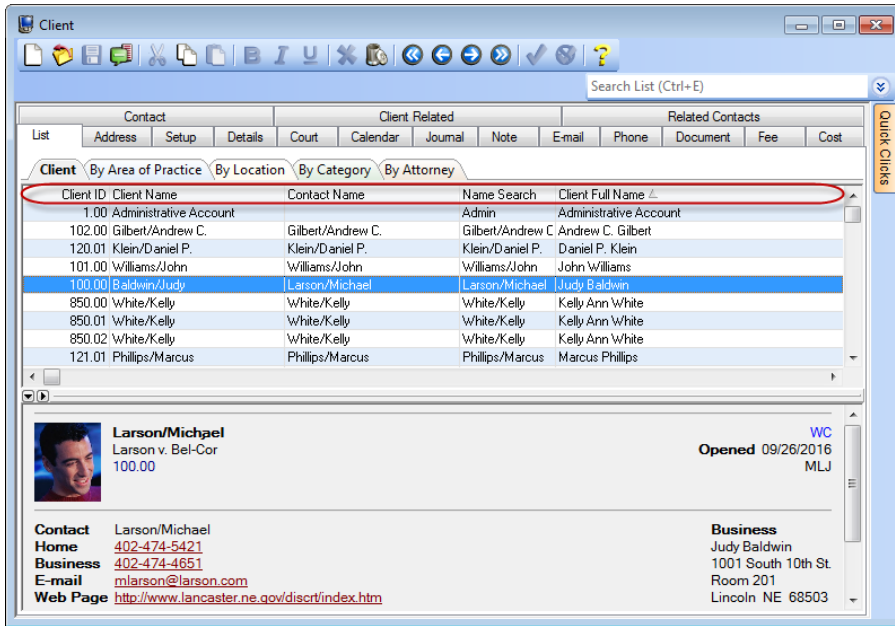 Client
B I U
Search List (Ctrl+E)
Quick Clicks
Contact Client Related Related Contacts
List Address Setup Details Court Calendar Journal Note E-mail Phone Document Fee Cost
Client By Area of Practice By Location By Category By Attorney
Client ID Client Name Contact Name Name Search Client Full Name
1.00 Administrative Account Admin Administrative Account
102.00 Gilbert/Andrew C. Gilbert/Andrew C. Gilbert/Andrew C Andrew C. Gilbert
120.01 Klein/Daniel P. Klein/Daniel P. Klein/Daniel P. Daniel P. Klein
101.00 Williams/John Williams/John Williams/John John Williams
100.00 Baldwin/Judy Larson/Michael Larson/Michael Judy Baldwin
850.00 White/Kelly White/Kelly White/Kelly Kelly Ann White
850.01 White/Kelly White/Kelly White/Kelly Kelly Ann White
850.02 White/Kelly White/Kelly White/Kelly Kelly Ann White
121.01 Phillips/Marcus Phillips/Marcus Phillips/Marcus Marcus Phillips
Larson/Michael WC
Larson v. Bel-Cor Opened 09/26/2016
100.00 MLJ
Contact Larson/Michael Business
Home 402-474-5421 Judy Baldwin
Business 402-474-4651 1001 South 10th St.
E-mail mlarson@larson.com Room 201
Web Page http://www.lancaster.ne.gov/discrt/index.htm Lincoln NE 68503